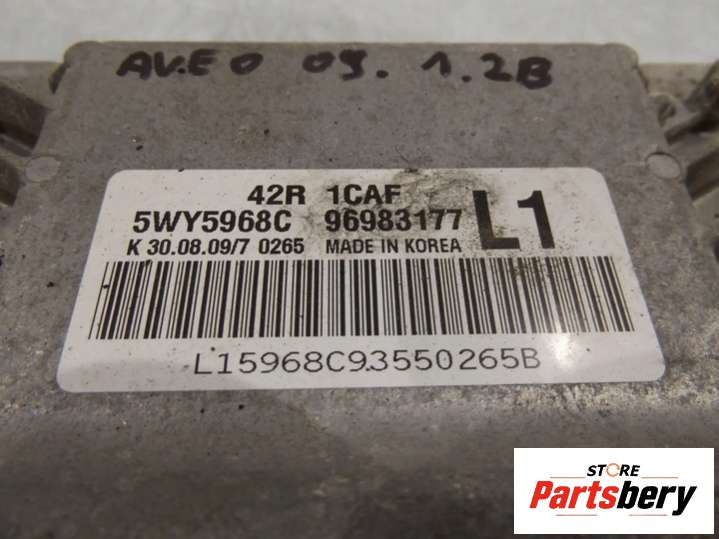 AVEO 09. 1.2B
42R 1CAF
5WY5968C 96983177 L1
K 30.08.09/7 0265 MADE IN KOREA
L15968C93550265B
STORE
Partsbery